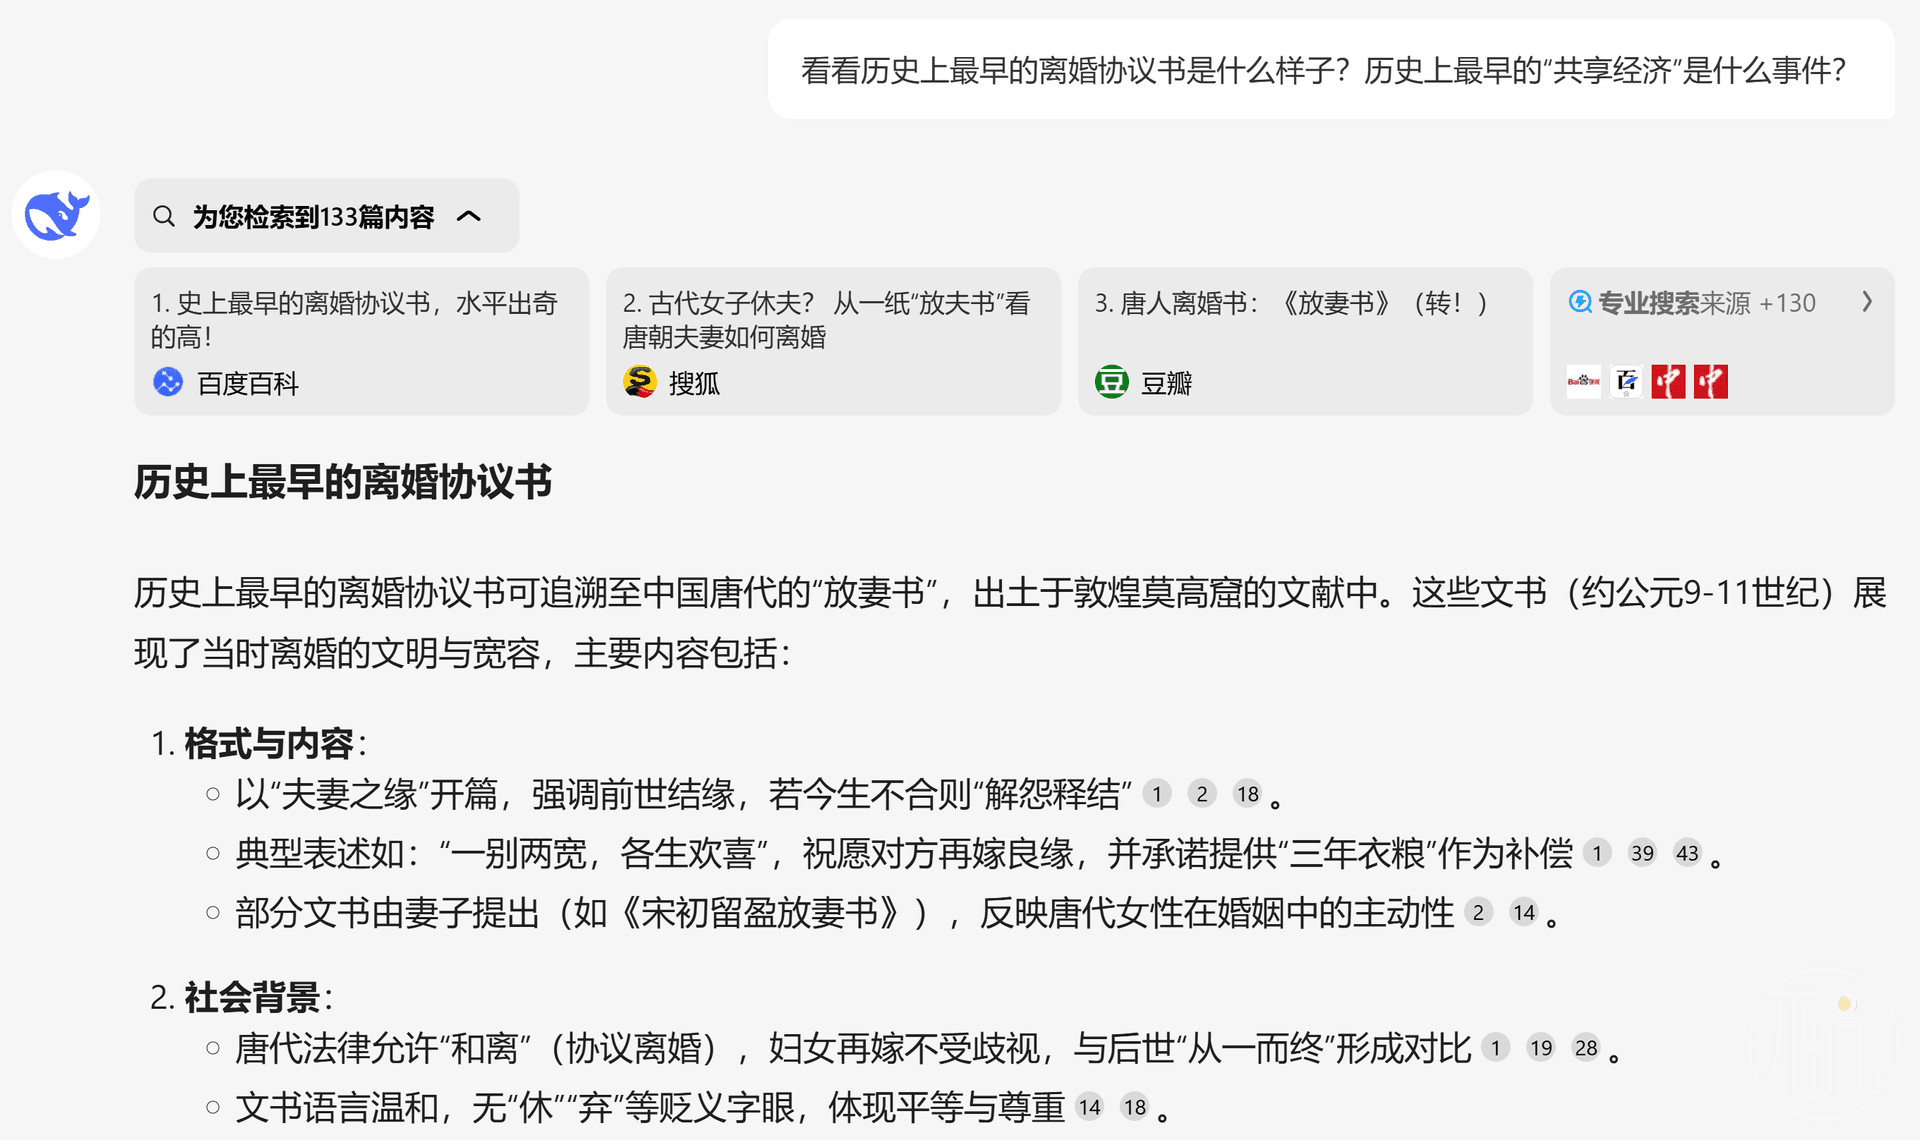 看看历史上最早的离婚协议书是什么样子？历史上最早的“共享经济”是什么事件？
为您检索到133篇内容
1. 史上最早的离婚协议书，水平出奇
的高！
百度百科
2. 古代女子休夫？ 从一纸“放夫书”看
唐朝夫妻如何离婚
搜狐
3. 唐人离婚书：《放妻书》（转！）
豆瓣
专业搜索来源 +130
历史上最早的离婚协议书
历史上最早的离婚协议书可追溯至中国唐代的“放妻书”，出土于敦煌莫高窟的文献中。这些文书（约公元9-11世纪）展
现了当时离婚的文明与宽容，主要内容包括：
1. 格式与内容：
○ 以“夫妻之缘”开篇，强调前世结缘，若今生不合则“解怨释结” 1 2 18 。
○ 典型表述如：“一别两宽，各生欢喜”，祝愿对方再嫁良缘，并承诺提供“三年衣粮”作为补偿 1 39 43 。
○ 部分文书由妻子提出（如《宋初留盈放妻书》），反映唐代女性在婚姻中的主动性 2 14 。
2. 社会背景：
○ 唐代法律允许“和离”（协议离婚），妇女再嫁不受歧视，与后世“从一而终”形成对比 1 19 28 。
○ 文书语言温和，无“休”“弃”等贬义字眼，体现平等与尊重 14 18 。